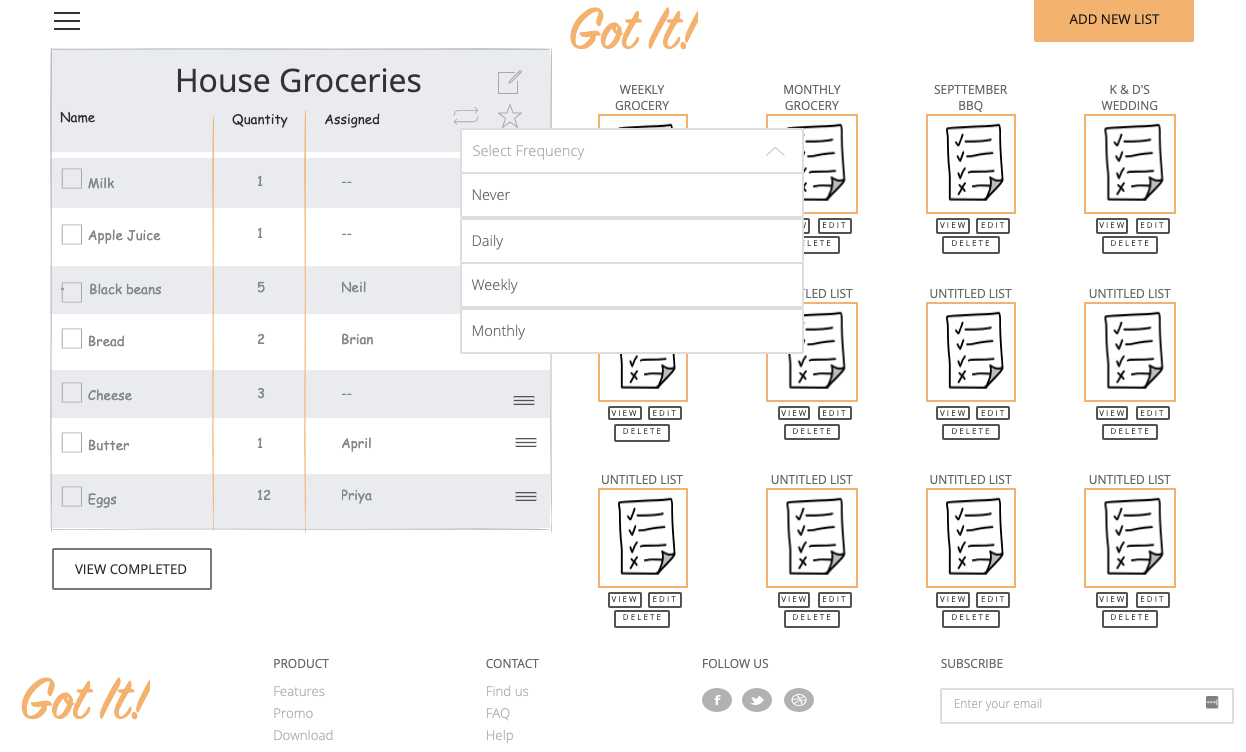 Got It!
ADD NEW LIST
House Groceries
Name Quantity Assigned
Milk 1 --
Apple Juice 1 --
Black beans 5 Neil
Bread 2 Brian
Cheese 3 --
Butter 1 April
Eggs 12 Priya
VIEW COMPLETED
Select Frequency
Never
Daily
Weekly
Monthly
WEEKLY
GROCERY
MONTHLY
GROCERY
SEPTTEMBER
BBQ
K & D'S
WEDDING
EDIT VIEW EDIT VIEW EDIT
DELETE DELETE
UNTITLED LIST UNTITLED LIST
VIEW EDIT VIEW EDIT VIEW EDIT VIEW EDIT
DELETE DELETE DELETE DELETE
UNTITLED LIST UNTITLED LIST UNTITLED LIST UNTITLED LIST
VIEW EDIT VIEW EDIT VIEW EDIT VIEW EDIT
DELETE DELETE DELETE DELETE
Got It!
PRODUCT
Features
Promo
Download
CONTACT
Find us
FAQ
Help
FOLLOW US
SUBSCRIBE
Enter your email